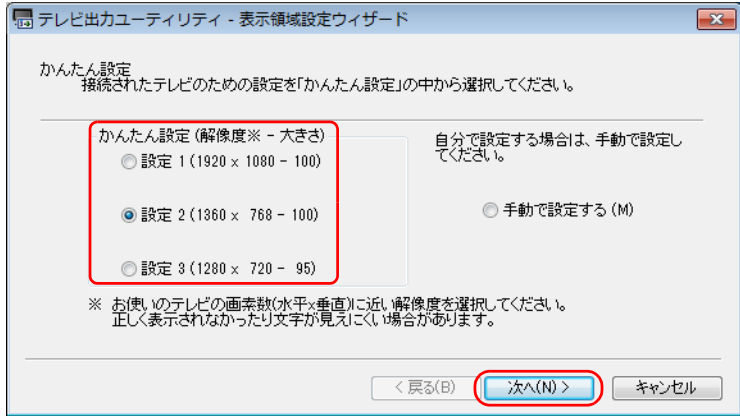 テレビ出力ユーティリティ - 表示領域設定ウィザード
かんたん設定
接続されたテレビのための設定を「かんたん設定」の中から選択してください。
かんたん設定 (解像度※ - 大きさ)
設定 1 (1920 x 1080 - 100)
設定 2 (1360 x 768 - 100)
設定 3 (1280 x 720 - 95)
自分で設定する場合は、手動で設定し
てください。
手動で設定する (M)
※ お使いのテレビの画素数(水平×垂直)に近い解像度を選択してください。
正しく表示されなかったり文字が見えにくい場合があります。
< 戻る(B)
次へ(N) >
キャンセル